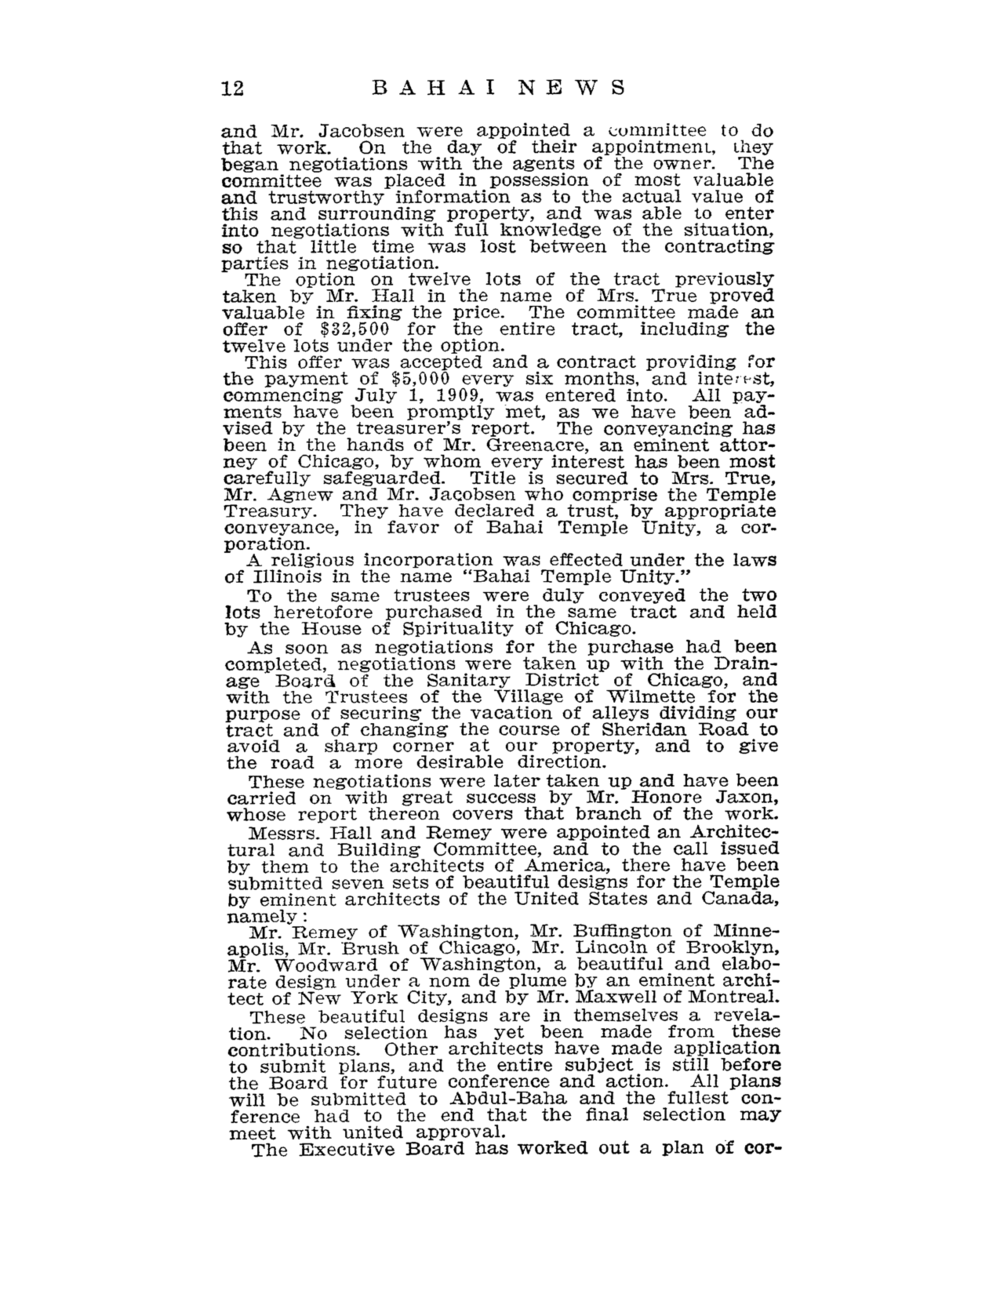 12 BAHAI NEWS
and Mr. Jacobsen were appointed a committee to do
that work. On the day of their appointment, they
began negotiations with the agents of the owner. The
committee was placed in possession of most valuable
and trustworthy information as to the actual value of
this and surrounding property, and was able to enter
into negotiations with full knowledge of the situation,
so that little time was lost between the contracting
parties in negotiation.
The option on twelve lots of the tract previously
taken by Mr. Hall in the name of Mrs. True proved
valuable in fixing the price. The committee made an
offer of $32,500 for the entire tract, including the
twelve lots under the option.
This offer was accepted and a contract providing for
the payment of $5,000 every six months, and interest,
commencing July 1, 1909, was entered into. All pay-
ments have been promptly met, as we have been ad-
vised by the treasurer's report. The conveyancing has
been in the hands of Mr. Greenacre, an eminent attor-
ney of Chicago, by whom every interest has been most
carefully safeguarded. Title is secured to Mrs. True,
Mr. Agnew and Mr. Jacobsen who comprise the Temple
Treasury. They have declared a trust, by appropriate
conveyance, in favor of Bahai Temple Unity, a cor-
poration.
A religious incorporation was effected under the laws
of Illinois in the name “Bahai Temple Unity.”
To the same trustees were duly conveyed the two
lots heretofore purchased in the same tract and held
by the House of Spirituality of Chicago.
As soon as negotiations for the purchase had been
completed, negotiations were taken up with the Drain-
age Board of the Sanitary District of Chicago, and
with the Trustees of the Village of Wilmette for the
purpose of securing the vacation of alleys dividing our
tract and of changing the course of Sheridan Road to
avoid a sharp corner at our property, and to give
the road a more desirable direction.
These negotiations were later taken up and have been
carried on with great success by Mr. Honore Jaxon,
whose report thereon covers that branch of the work.
Messrs. Hall and Remey were appointed an Architec-
tural and Building Committee, and to the call issued
by them to the architects of America, there have been
submitted seven sets of beautiful designs for the Temple
by eminent architects of the United States and Canada,
namely:
Mr. Remey of Washington, Mr. Buffington of Minne-
apolis, Mr. Brush of Chicago, Mr. Lincoln of Brooklyn,
Mr. Woodward of Washington, a beautiful and elabo-
rate design under a nom de plume by an eminent archi-
tect of New York City, and by Mr. Maxwell of Montreal.
These beautiful designs are in themselves a revela-
tion. No selection has yet been made from these
contributions. Other architects have made application
to submit plans, and the entire subject is still before
the Board for future conference and action. All plans
will be submitted to Abdul-Baha and the fullest con-
ference had to the end that the final selection may
meet with united approval.
The Executive Board has worked out a plan of cor-